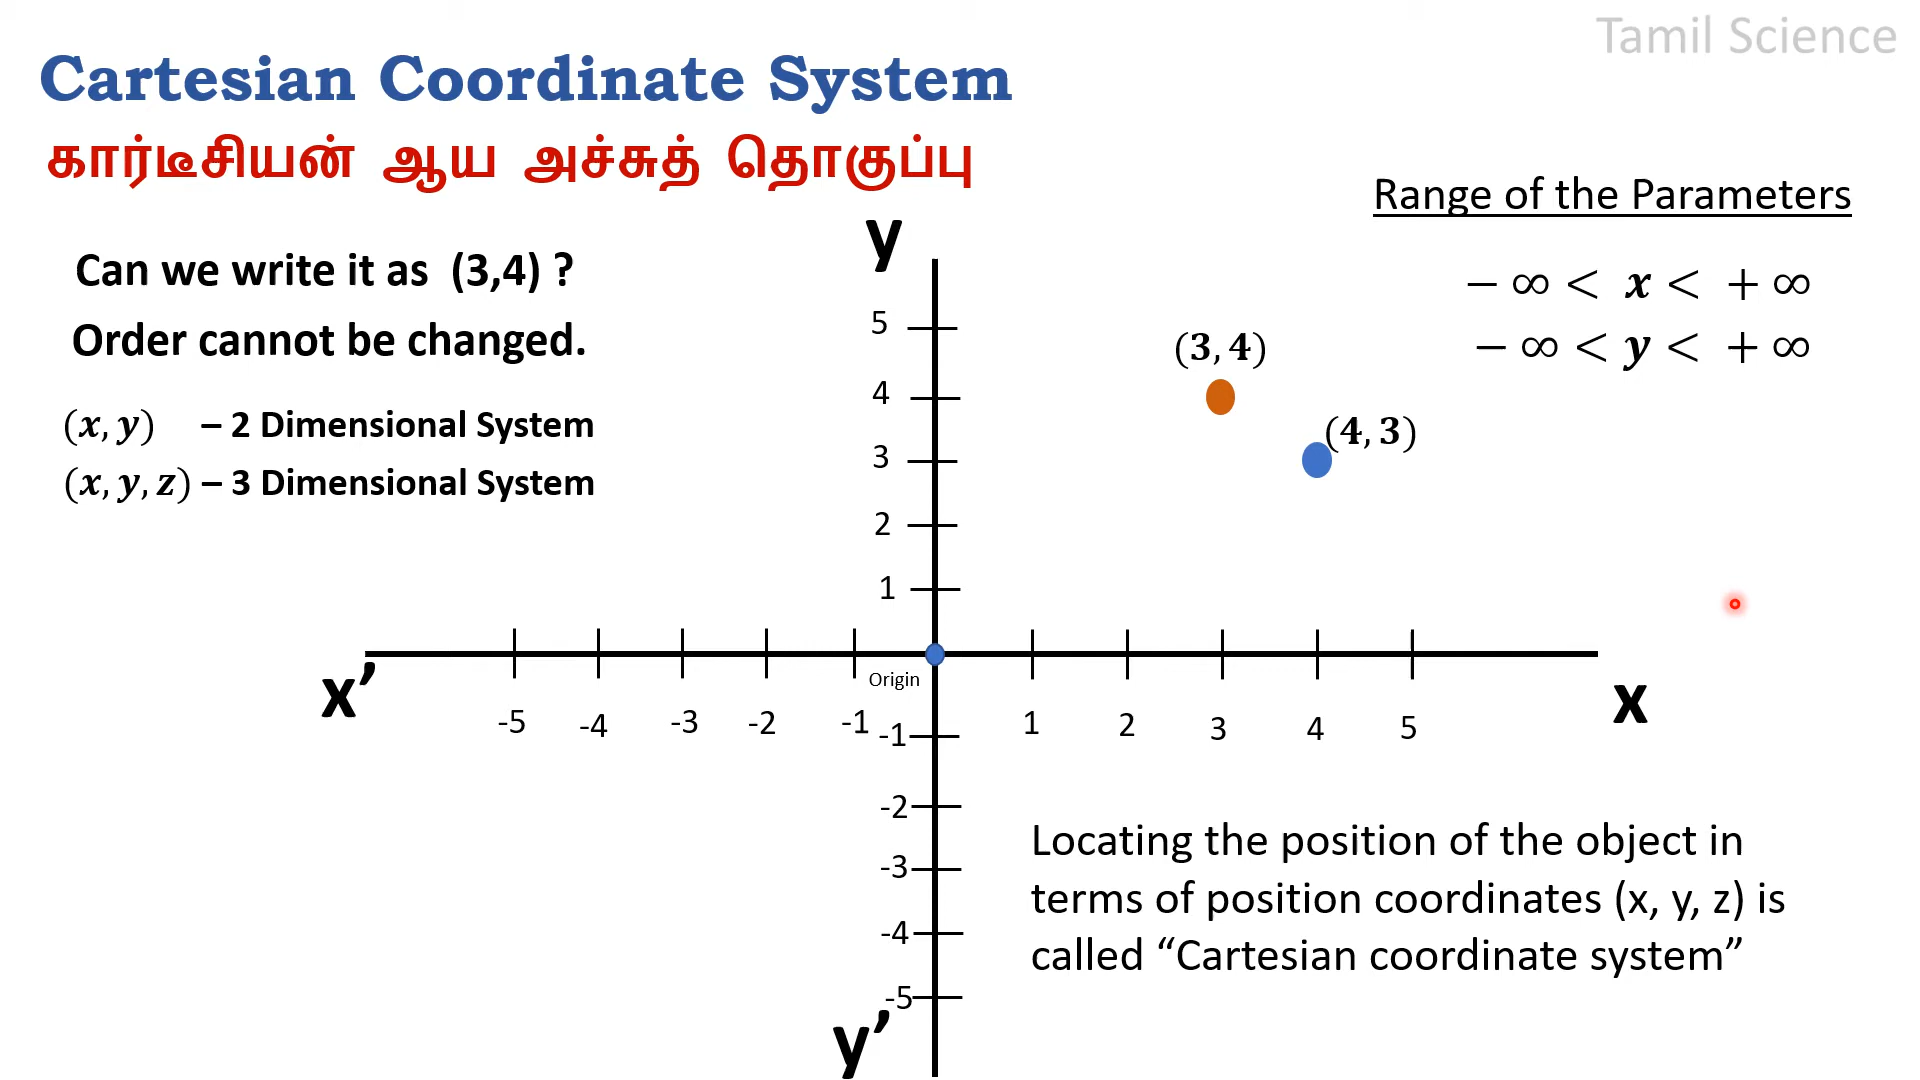 Tamil Science
Cartesian Coordinate System
கார்டீசியன் ஆய அச்சுத் தொகுப்பு
Range of the Parameters
− ∞ < x < + ∞
− ∞ < y < + ∞
Can we write it as (3,4) ?
Order cannot be changed.
(x, y) – 2 Dimensional System
(x, y, z) – 3 Dimensional System
y
5
4
3
2
1
(3, 4)
(4, 3)
Origin
x’
x
-5 -4 -3 -2 -1 1 2 3 4 5
-1
-2
-3
-4
-5
y’
Locating the position of the object in
terms of position coordinates (x, y, z) is
called “Cartesian coordinate system”